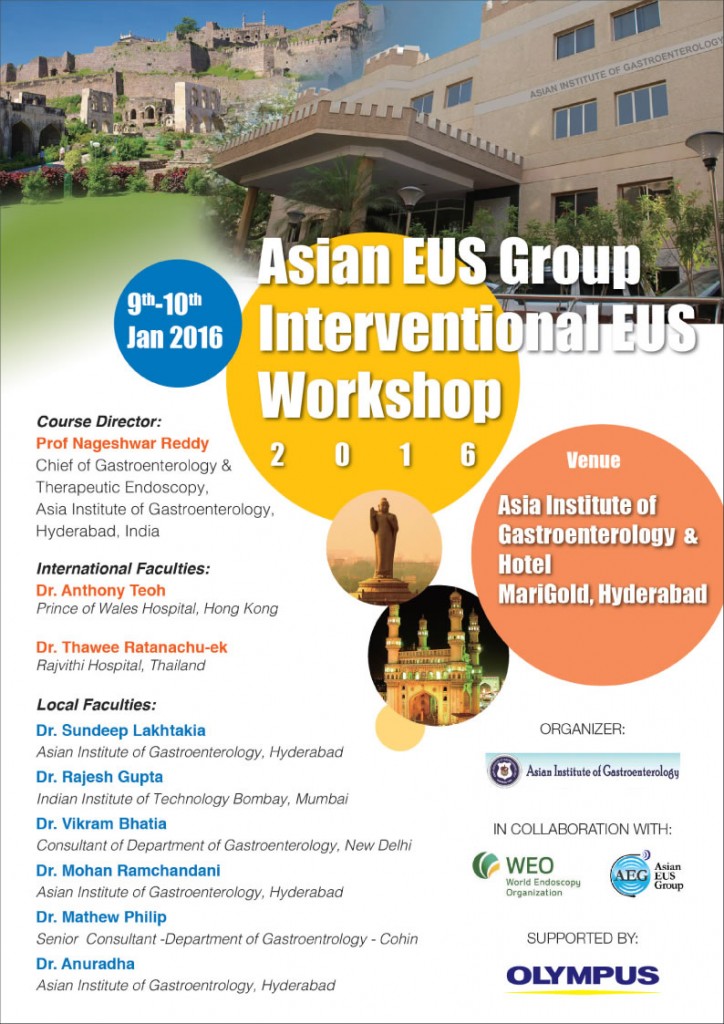 ASIAN INSTITUTE OF GASTROENTEROLOGY
Asian EUS Group
Interventional EUS
Workshop
2 0 1 6
9th-10th
Jan 2016
Course Director:
Prof Nageshwar Reddy
Chief of Gastroenterology &
Therapeutic Endoscopy,
Asia Institute of Gastroenterology,
Hyderabad, India
International Faculties:
Dr. Anthony Teoh
Prince of Wales Hospital, Hong Kong
Dr. Thawee Ratanachu-ek
Rajvithi Hospital, Thailand
Local Faculties:
Dr. Sundeep Lakhtakia
Asian Institute of Gastroenterology, Hyderabad
Dr. Rajesh Gupta
Indian Institute of Technology Bombay, Mumbai
Dr. Vikram Bhatia
Consultant of Department of Gastroenterology, New Delhi
Dr. Mohan Ramchandani
Asian Institute of Gastroenterology, Hyderabad
Dr. Mathew Philip
Senior Consultant -Department of Gastroentrology - Cohin
Dr. Anuradha
Asian Institute of Gastroentrology, Hyderabad
Venue
Asia Institute of
Gastroenterology &
Hotel
MariGold, Hyderabad
ORGANIZER:
Asian Institute of Gastroenterology
IN COLLABORATION WITH:
WEO
World Endoscopy
Organization
AEG
Asian
EUS
Group
SUPPORTED BY:
OLYMPUS